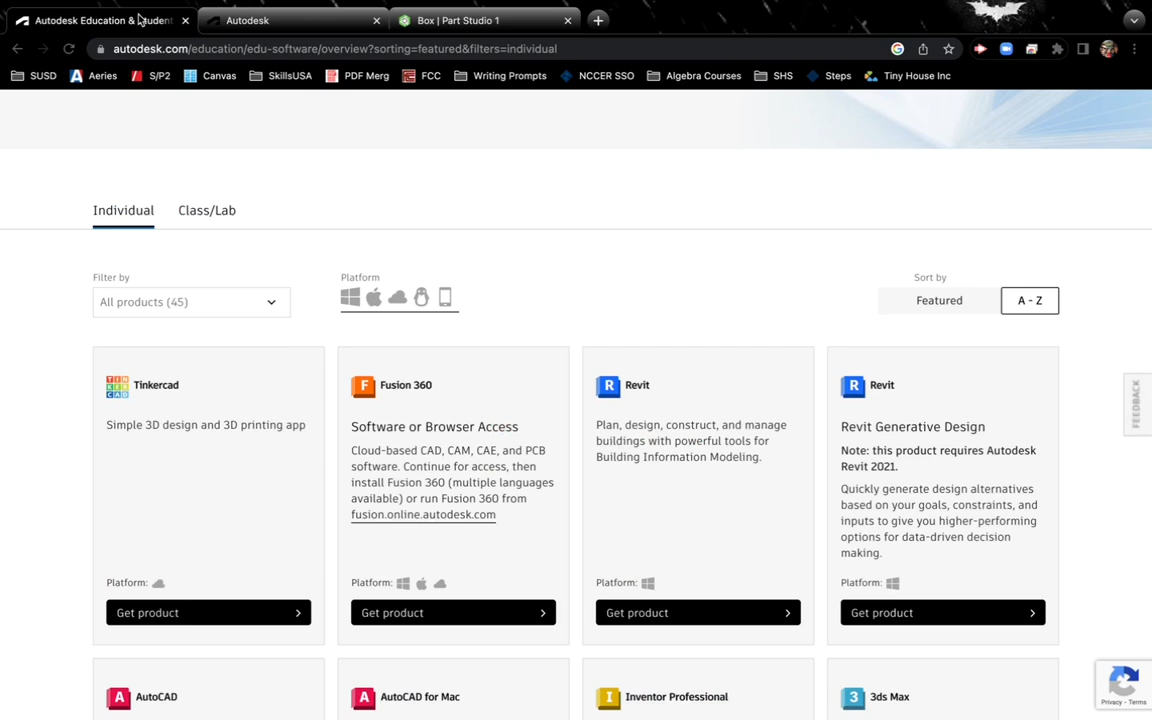 Autodesk Education & Student
Autodesk
Box | Part Studio 1
autodesk.com/education/edu-software/overview?sorting=featured&filters=individual
SUSD
Aeries
S/P2
Canvas
SkillsUSA
PDF Merg
FCC
Writing Prompts
NCCER SSO
Algebra Courses
SHS
Steps
Tiny House Inc
Individual
Class/Lab
Filter by
All products (45)
Platform
Sort by
Featured
A - Z
TIN
KER
CAD
Tinkercad
Simple 3D design and 3D printing app
Platform:
Get product
F
Fusion 360
Software or Browser Access
Cloud-based CAD, CAM, CAE, and PCB
software. Continue for access, then
install Fusion 360 (multiple languages
available) or run Fusion 360 from
fusion.online.autodesk.com
Platform:
Get product
R
Revit
Plan, design, construct, and manage
buildings with powerful tools for
Building Information Modeling.
Platform:
Get product
R
Revit
Revit Generative Design
Note: this product requires Autodesk
Revit 2021.
Quickly generate design alternatives
based on your goals, constraints, and
inputs to give you higher-performing
options for data-driven decision
making.
Platform:
Get product
A
AutoCAD
A
AutoCAD for Mac
I
Inventor Professional
3
3ds Max
FEEDBACK
Privacy - Terms